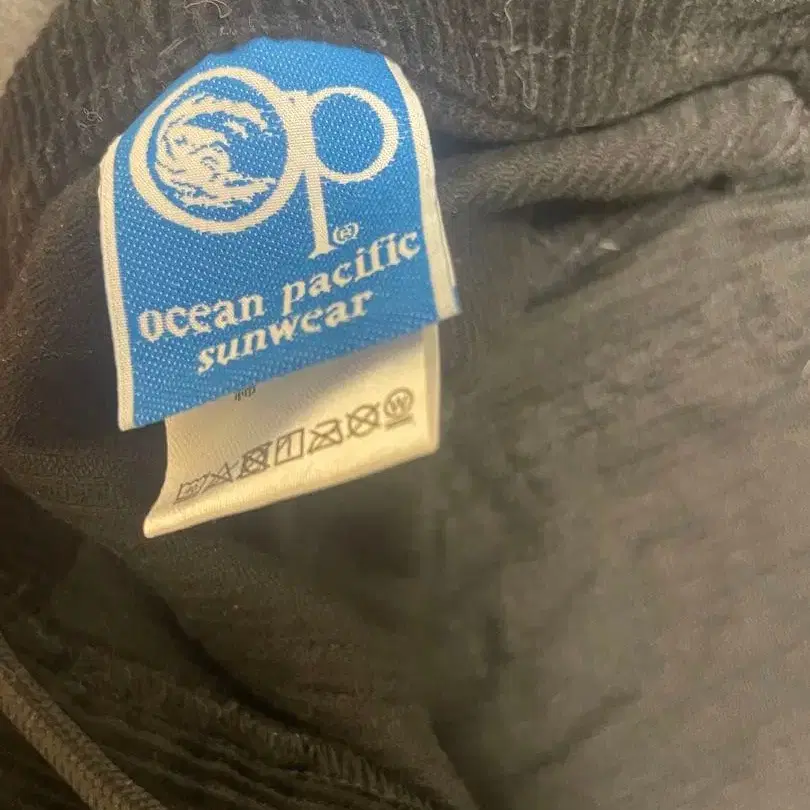 Op
®
ocean pacific
sunwear
W